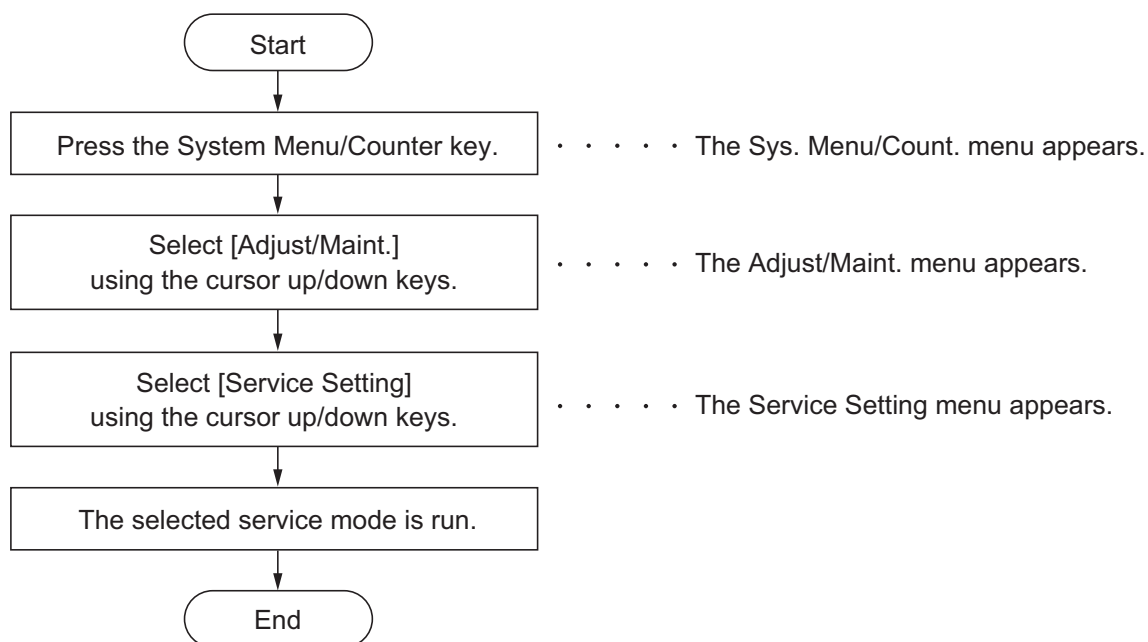 Start
Press the System Menu/Counter key. · · · · · The Sys. Menu/Count. menu appears.
Select [Adjust/Maint.]
using the cursor up/down keys. · · · · · The Adjust/Maint. menu appears.
Select [Service Setting]
using the cursor up/down keys. · · · · · The Service Setting menu appears.
The selected service mode is run.
End